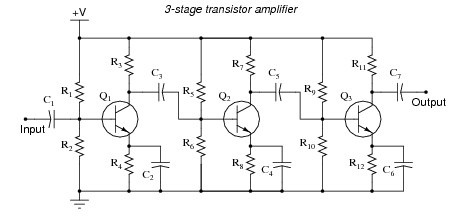 3-stage transistor amplifier
+V
R3
R7
R11
C3
C5
C7
R1
Q1
R5
Q2
R9
Q3
C1
Output
Input
R2
R4
C2
R6
R8
C4
R10
R12
C6